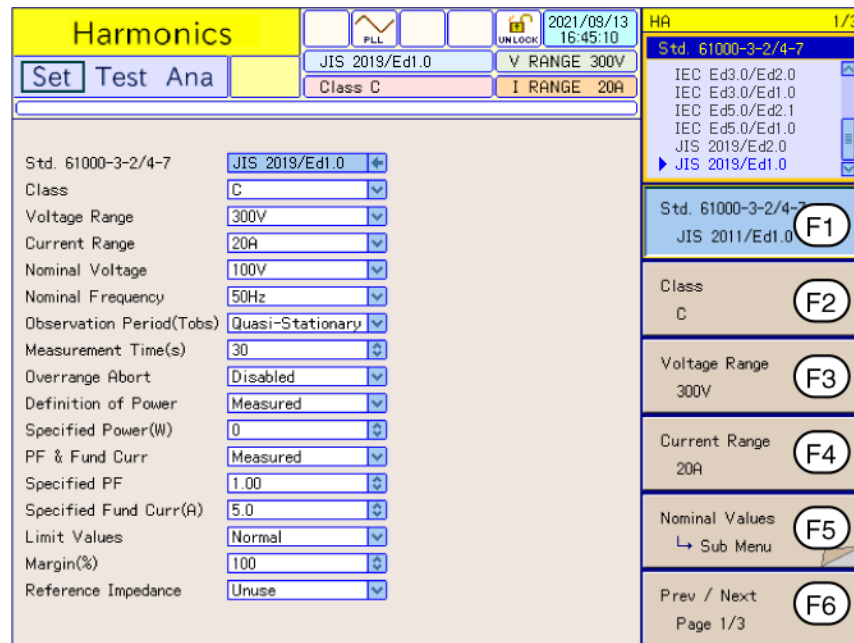 Harmonics
PLL
UNLOCK
2021/09/13
16:45:10
JIS 2019/Ed1.0
V RANGE 300V
Set Test Ana
Class C
I RANGE 20A
Std. 61000-3-2/4-7 JIS 2019/Ed1.0
Class C
Voltage Range 300V
Current Range 20A
Nominal Voltage 100V
Nominal Frequency 50Hz
Observation Period(Tobs) Quasi-Stationary
Measurement Time(s) 30
Overrange Abort Disabled
Definition of Power Measured
Specified Power(W) 0
PF & Fund Curr Measured
Specified PF 1.00
Specified Fund Curr(A) 5.0
Limit Values Normal
Margin(%) 100
Reference Impedance Unuse
HA 1/3
Std. 61000-3-2/4-7
IEC Ed3.0/Ed2.0
IEC Ed3.0/Ed1.0
IEC Ed5.0/Ed2.1
IEC Ed5.0/Ed1.0
JIS 2019/Ed2.0
JIS 2019/Ed1.0
Std. 61000-3-2/4-7
JIS 2011/Ed1.0
F1
Class
C
F2
Voltage Range
300V
F3
Current Range
20A
F4
Nominal Values
Sub Menu
F5
Prev / Next
Page 1/3
F6